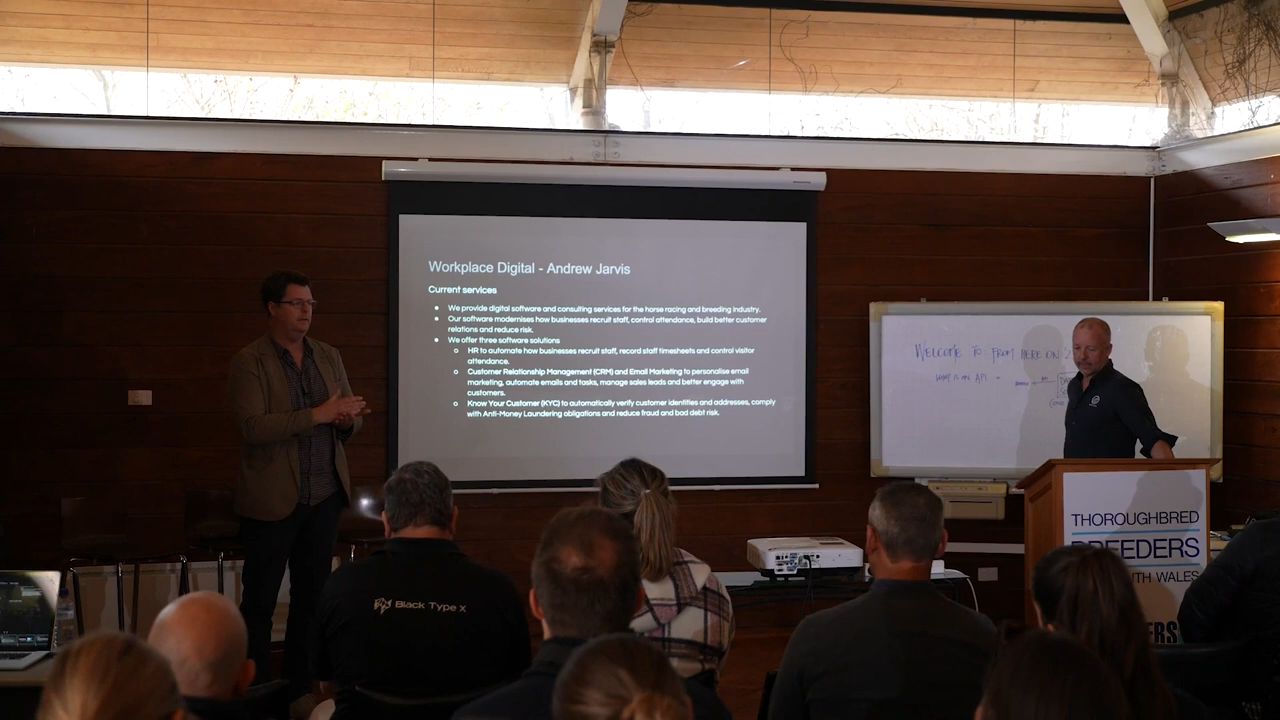 Workplace Digital - Andrew Jarvis
Current services
● We provide digital software and consulting services for the horse racing and breeding industry.
● Our software modernises how businesses recruit staff, control attendance, build better customer
relations and reduce risk.
● We offer three software solutions
○ HR to automate how businesses recruit staff, record staff timesheets and control visitor
attendance.
○ Customer Relationship Management (CRM) and Email Marketing to personalise email
marketing, automate emails and tasks, manage sales leads and better engage with
customers.
○ Know Your Customer (KYC) to automatically verify customer identities and addresses, comply
with Anti-Money Laundering obligations and reduce fraud and bad debt risk.
WELCOME TO FROM HERE ON
WHAT IS AN API -
Black Type X
THOROUGHBRED
BREEDERS
WALES